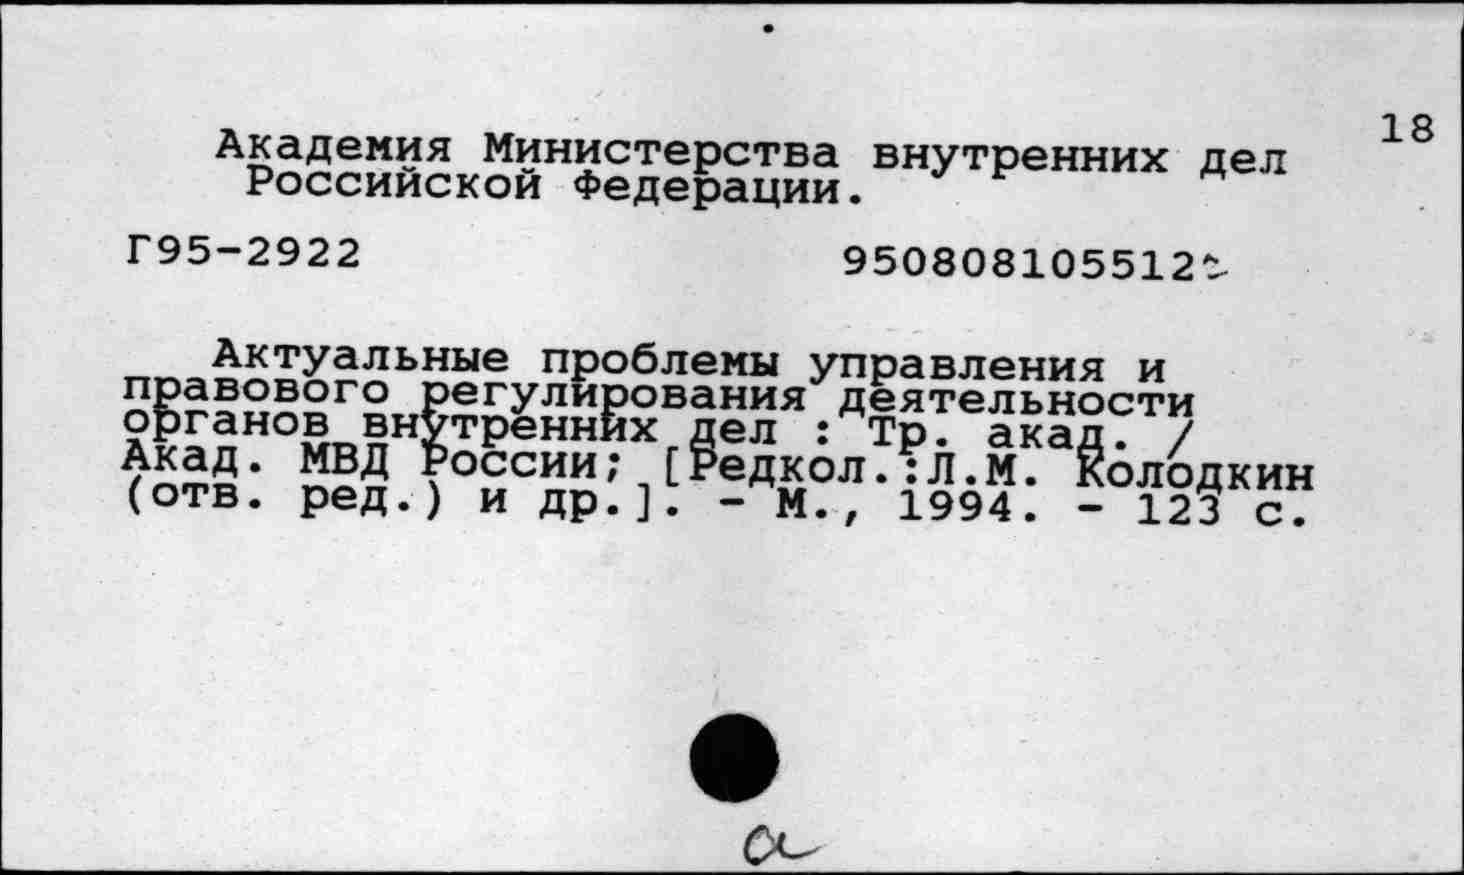 18
Академия Министерства внутренних дел
Российской Федерации.
Г95-2922 950808105512
Актуальные проблемы управления и
правового регулирования деятельности
органов внутренних дел : Тр. акад. /
Акад. МВД России; [Редкол.:Л.М. Колодкин
(отв. ред.) и др.]. - М., 1994. - 123 с.